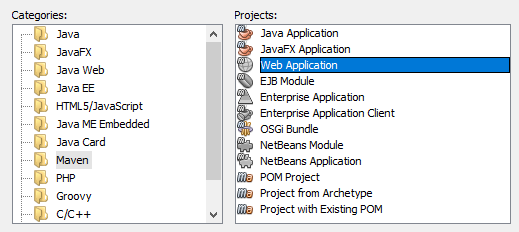 Categories:
Java
JavaFX
Java Web
Java EE
HTML5/JavaScript
Java ME Embedded
Java Card
Maven
PHP
Groovy
C/C++
Projects:
Java Application
JavaFX Application
Web Application
EJB Module
Enterprise Application
Enterprise Application Client
OSGi Bundle
NetBeans Module
NetBeans Application
POM Project
Project from Archetype
Project with Existing POM